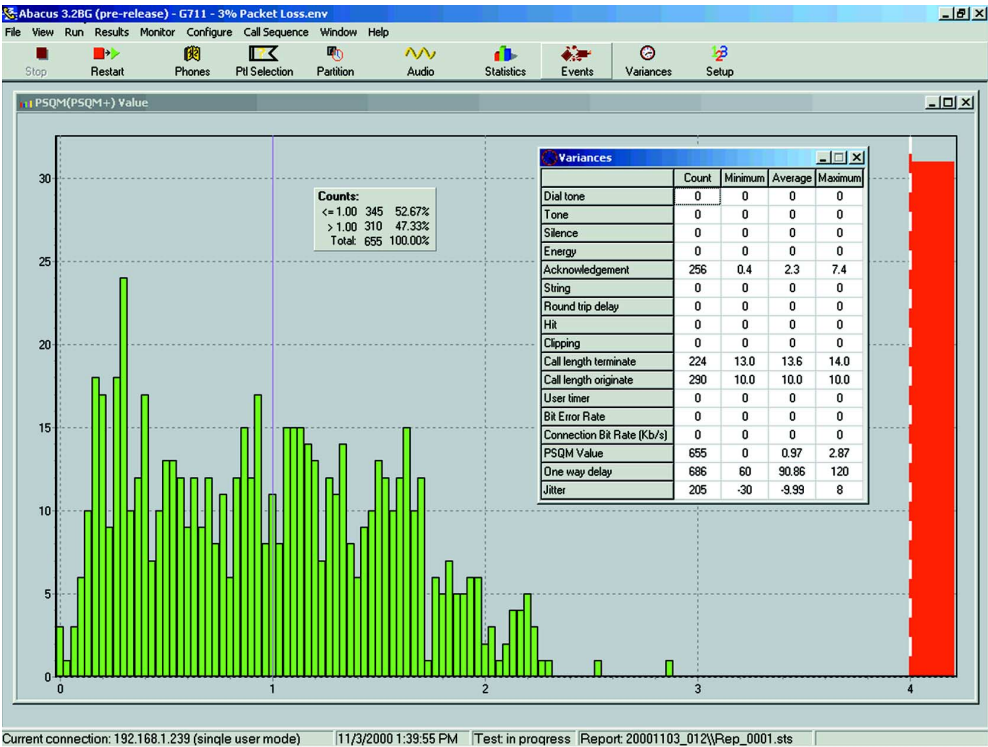 Abacus 3.2BG (pre-release) - G711 - 3% Packet Loss.env
File View Run Results Monitor Configure Call Sequence Window Help
Stop Restart Phones Ptl Selection Partition Audio Statistics Events Variances Setup
PSQM(PSQM+) Value
30
25
20
15
10
5
0
0 1 2 3 4
Counts:
<= 1.00 345 52.67%
> 1.00 310 47.33%
Total: 655 100.00%
Variances
Count Minimum Average Maximum
Dial tone 0 0 0 0
Tone 0 0 0 0
Silence 0 0 0 0
Energy 0 0 0 0
Acknowledgement 256 0.4 2.3 7.4
String 0 0 0 0
Round trip delay 0 0 0 0
Hit 0 0 0 0
Clipping 0 0 0 0
Call length terminate 224 13.0 13.6 14.0
Call length originate 290 10.0 10.0 10.0
User timer 0 0 0 0
Bit Error Rate 0 0 0 0
Connection Bit Rate (Kb/s) 0 0 0 0
PSQM Value 655 0 0.97 2.87
One way delay 686 60 90.86 120
Jitter 205 -30 -9.99 8
Current connection: 192.168.1.239 (single user mode) 11/3/2000 1:39:55 PM Test in progress Report: 20001103_012\\Rep_0001.sts